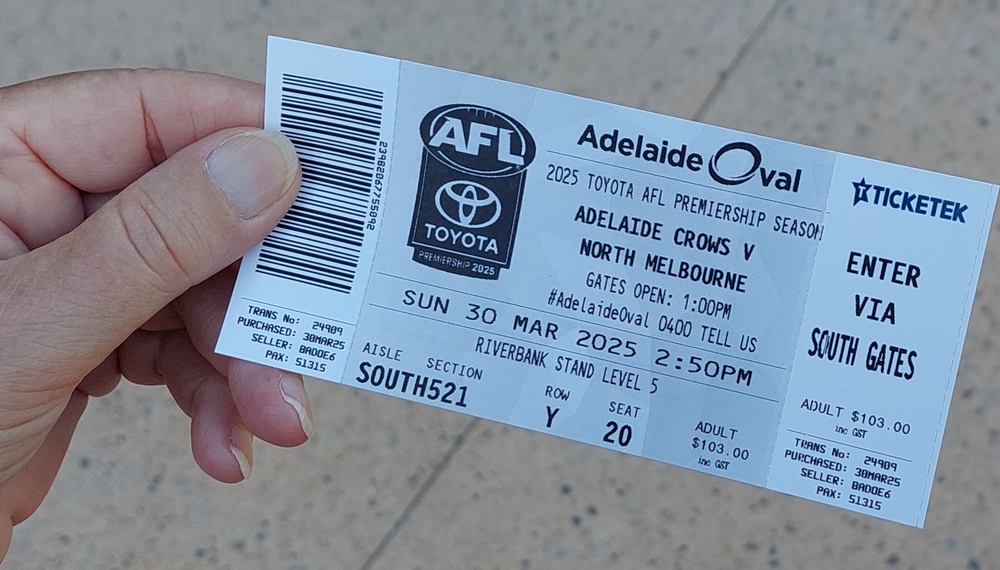 23982067755092
TRANS No: 24909
PURCHASED: 30MAR25
SELLER: BADOE6
PAX: 51315
AFL
TOYOTA
PREMIERSHIP 2025
Adelaide Oval
2025 TOYOTA AFL PREMIERSHIP SEASON
ADELAIDE CROWS V
NORTH MELBOURNE
GATES OPEN: 1:00PM
#AdelaideOval 0400 TELL US
SUN 30 MAR 2025 2:50PM
RIVERBANK STAND LEVEL 5
AISLE SECTION ROW SEAT
SOUTH521 Y 20
ADULT
$103.00
inc GST
TICKETEK
ENTER
VIA
SOUTH GATES
ADULT $103.00
inc GST
TRANS No: 24909
PURCHASED: 30MAR25
SELLER: BADOE6
PAX: 51315